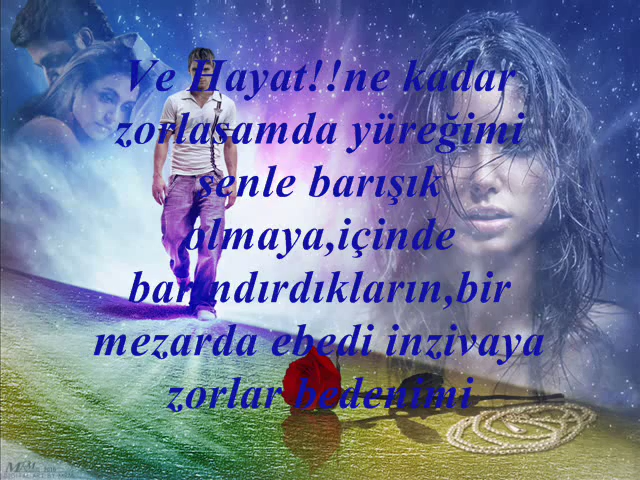 Ve Hayat!!ne kadar
zorlasamda yüreğimi
senle barışık
olmaya,içinde
barındırdıkların,bir
mezarda ebedi inzivaya
zorlar bedenimi